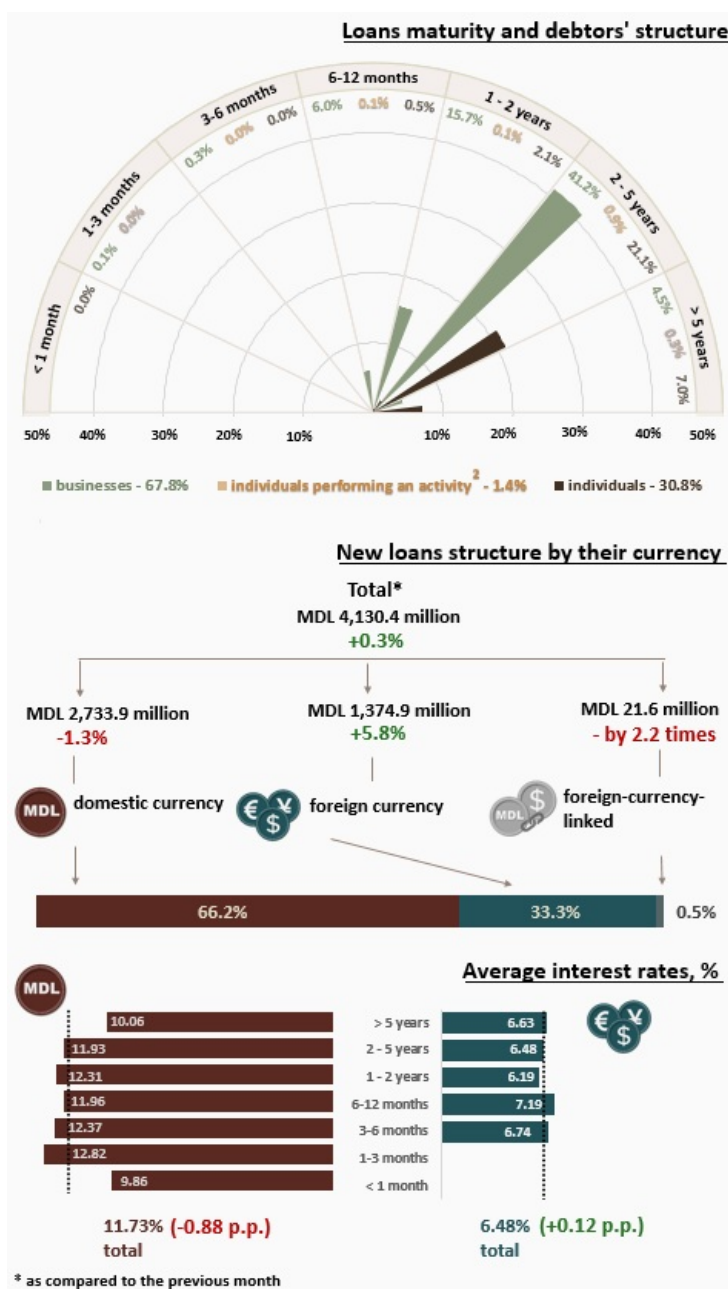 Loans maturity and debtors' structure
< 1 month
0.0%
1-3 months
0.1%
0.0%
3-6 months
0.3%
0.0%
0.0%
6-12 months
6.0%
0.1%
0.5%
1 - 2 years
15.7%
0.1%
2.1%
2 - 5 years
41.2%
0.9%
21.1%
> 5 years
4.5%
0.3%
7.0%
50% 40% 30% 20% 10% 10% 20% 30% 40% 50%
businesses - 67.8% individuals performing an activity 2 - 1.4% individuals - 30.8%
New loans structure by their currency
Total*
MDL 4,130.4 million
+0.3%
MDL 2,733.9 million
-1.3%
MDL 1,374.9 million
+5.8%
MDL 21.6 million
- by 2.2 times
MDL
domestic currency
€ ¥ $
foreign currency
MDL $
foreign-currency-
linked
66.2% 33.3% 0.5%
Average interest rates, %
MDL
€ ¥ $
10.06 > 5 years 6.63
11.93 2 - 5 years 6.48
12.31 1 - 2 years 6.19
11.96 6-12 months 7.19
12.37 3-6 months 6.74
12.82 1-3 months
9.86 < 1 month
11.73% (-0.88 p.p.)
total
6.48% (+0.12 p.p.)
total
* as compared to the previous month